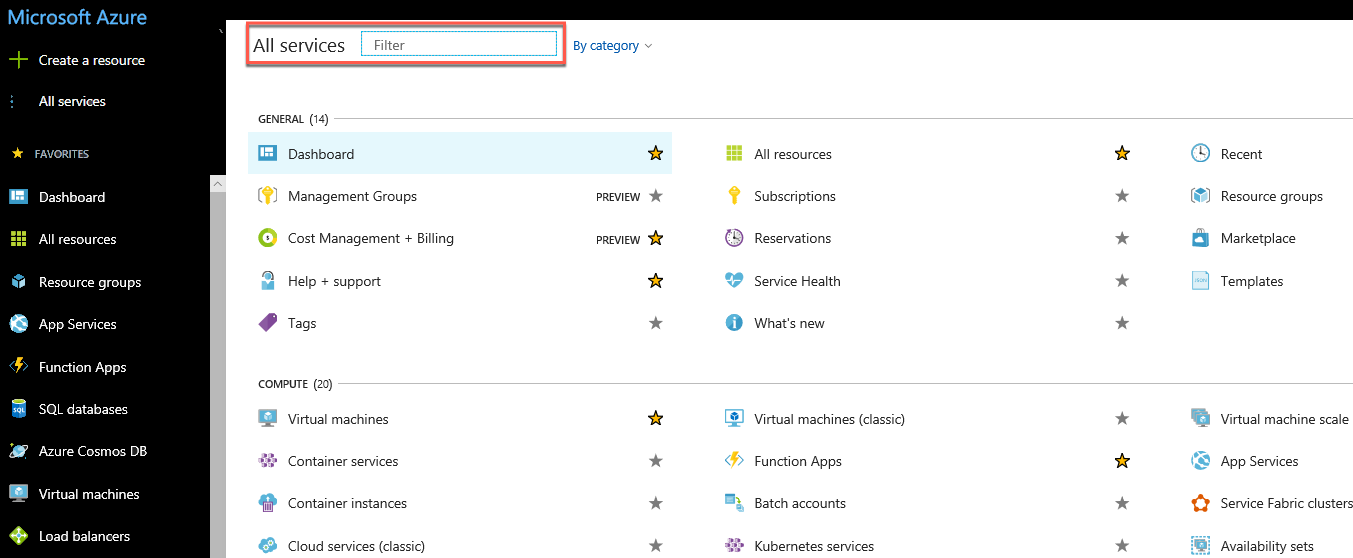 Microsoft Azure
Create a resource
All services
FAVORITES
Dashboard
All resources
Resource groups
App Services
Function Apps
SQL databases
Azure Cosmos DB
Virtual machines
Load balancers
All services Filter By category
GENERAL (14)
Dashboard All resources Recent
Management Groups PREVIEW Subscriptions Resource groups
Cost Management + Billing PREVIEW Reservations Marketplace
Help + support Service Health Templates
Tags What's new
COMPUTE (20)
Virtual machines Virtual machines (classic) Virtual machine scale
Container services Function Apps App Services
Container instances Batch accounts Service Fabric clusters
Cloud services (classic) Kubernetes services Availability sets